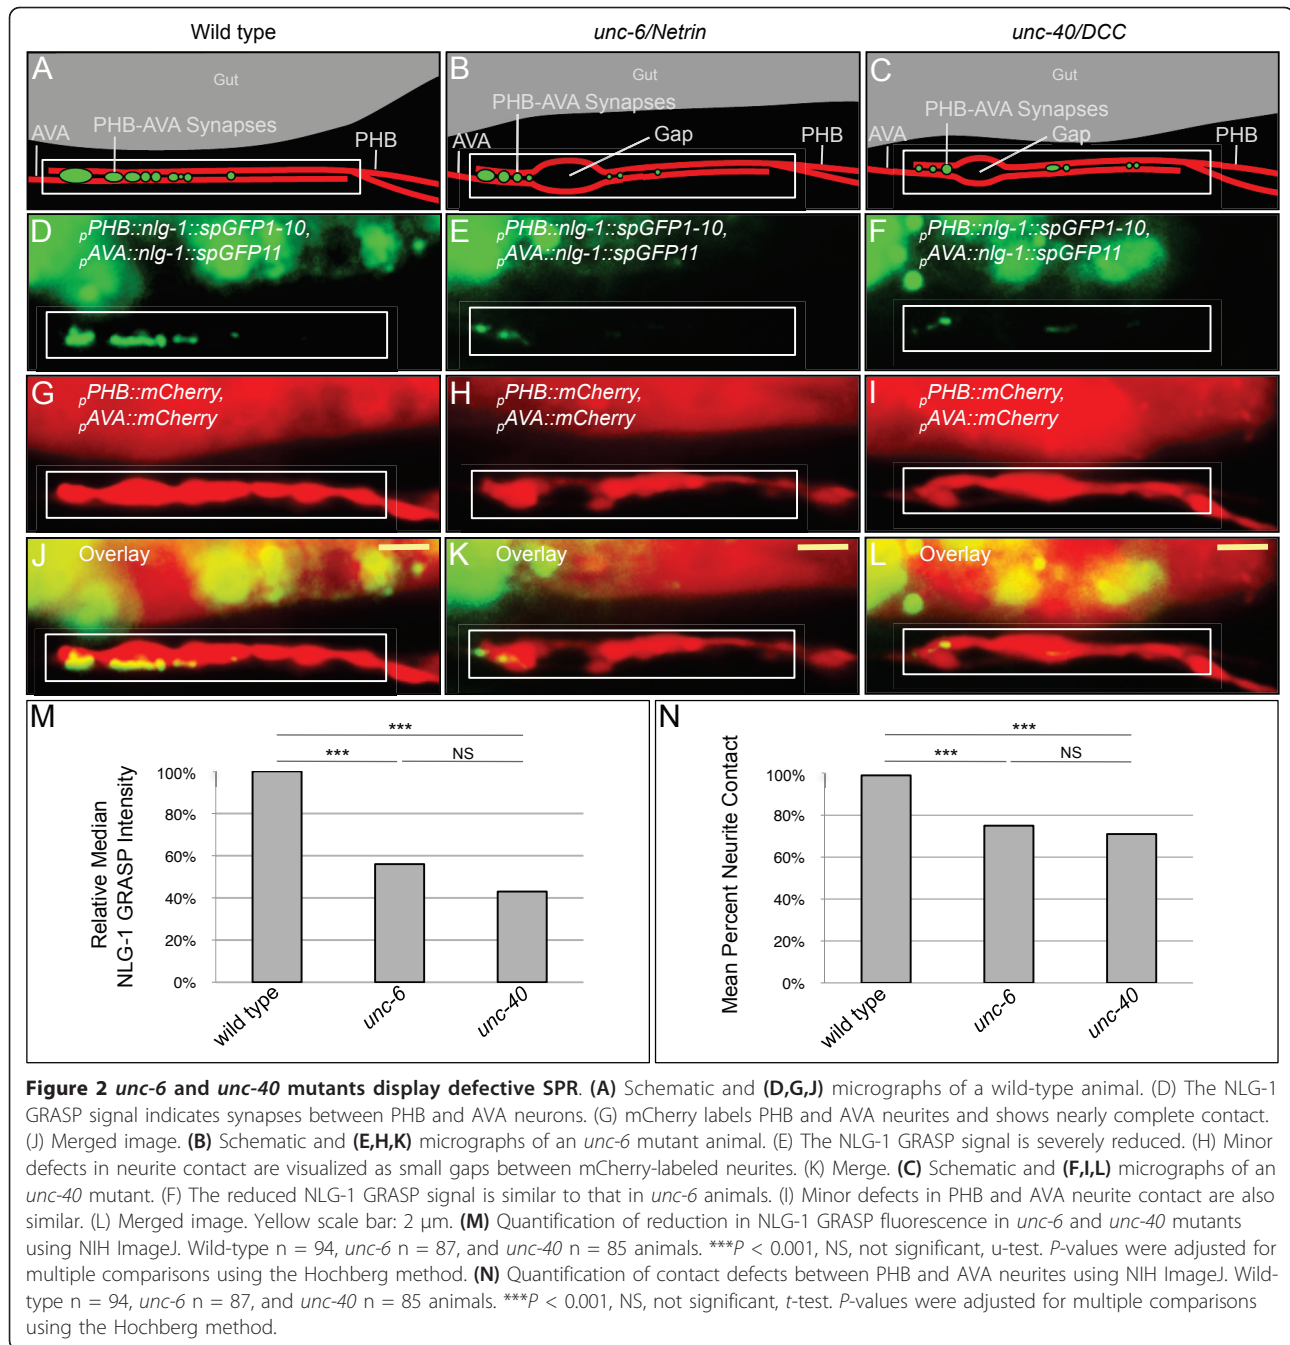 Wild type
unc-6/Netrin
unc-40/DCC
A
Gut
PHB-AVA Synapses
AVA
PHB
B
Gut
PHB-AVA Synapses
Gap
AVA
PHB
C
Gut
PHB-AVA Synapses
Gap
AVA
PHB
D
pPHB::nlg-1::spGFP1-10,
pAVA::nlg-1::spGFP11
E
pPHB::nlg-1::spGFP1-10,
pAVA::nlg-1::spGFP11
F
pPHB::nlg-1::spGFP1-10,
pAVA::nlg-1::spGFP11
G
pPHB::mCherry,
pAVA::mCherry
H
pPHB::mCherry,
pAVA::mCherry
I
pPHB::mCherry,
pAVA::mCherry
J Overlay
K Overlay
L Overlay
M
***
***
NS
Relative Median
NLG-1 GRASP Intensity
100%
80%
60%
40%
20%
0%
wild type
unc-6
unc-40
N
***
***
NS
Mean Percent Neurite Contact
100%
80%
60%
40%
20%
0%
wild type
unc-6
unc-40
Figure 2 unc-6 and unc-40 mutants display defective SPR. (A) Schematic and (D,G,J) micrographs of a wild-type animal. (D) The NLG-1
GRASP signal indicates synapses between PHB and AVA neurons. (G) mCherry labels PHB and AVA neurites and shows nearly complete contact.
(J) Merged image. (B) Schematic and (E,H,K) micrographs of an unc-6 mutant animal. (E) The NLG-1 GRASP signal is severely reduced. (H) Minor
defects in neurite contact are visualized as small gaps between mCherry-labeled neurites. (K) Merge. (C) Schematic and (F,I,L) micrographs of an
unc-40 mutant. (F) The reduced NLG-1 GRASP signal is similar to that in unc-6 animals. (I) Minor defects in PHB and AVA neurite contact are also
similar. (L) Merged image. Yellow scale bar: 2 μm. (M) Quantification of reduction in NLG-1 GRASP fluorescence in unc-6 and unc-40 mutants
using NIH ImageJ. Wild-type n = 94, unc-6 n = 87, and unc-40 n = 85 animals. ***P < 0.001, NS, not significant, u-test. P-values were adjusted for
multiple comparisons using the Hochberg method. (N) Quantification of contact defects between PHB and AVA neurites using NIH ImageJ. Wild-
type n = 94, unc-6 n = 87, and unc-40 n = 85 animals. ***P < 0.001, NS, not significant, t-test. P-values were adjusted for multiple comparisons
using the Hochberg method.